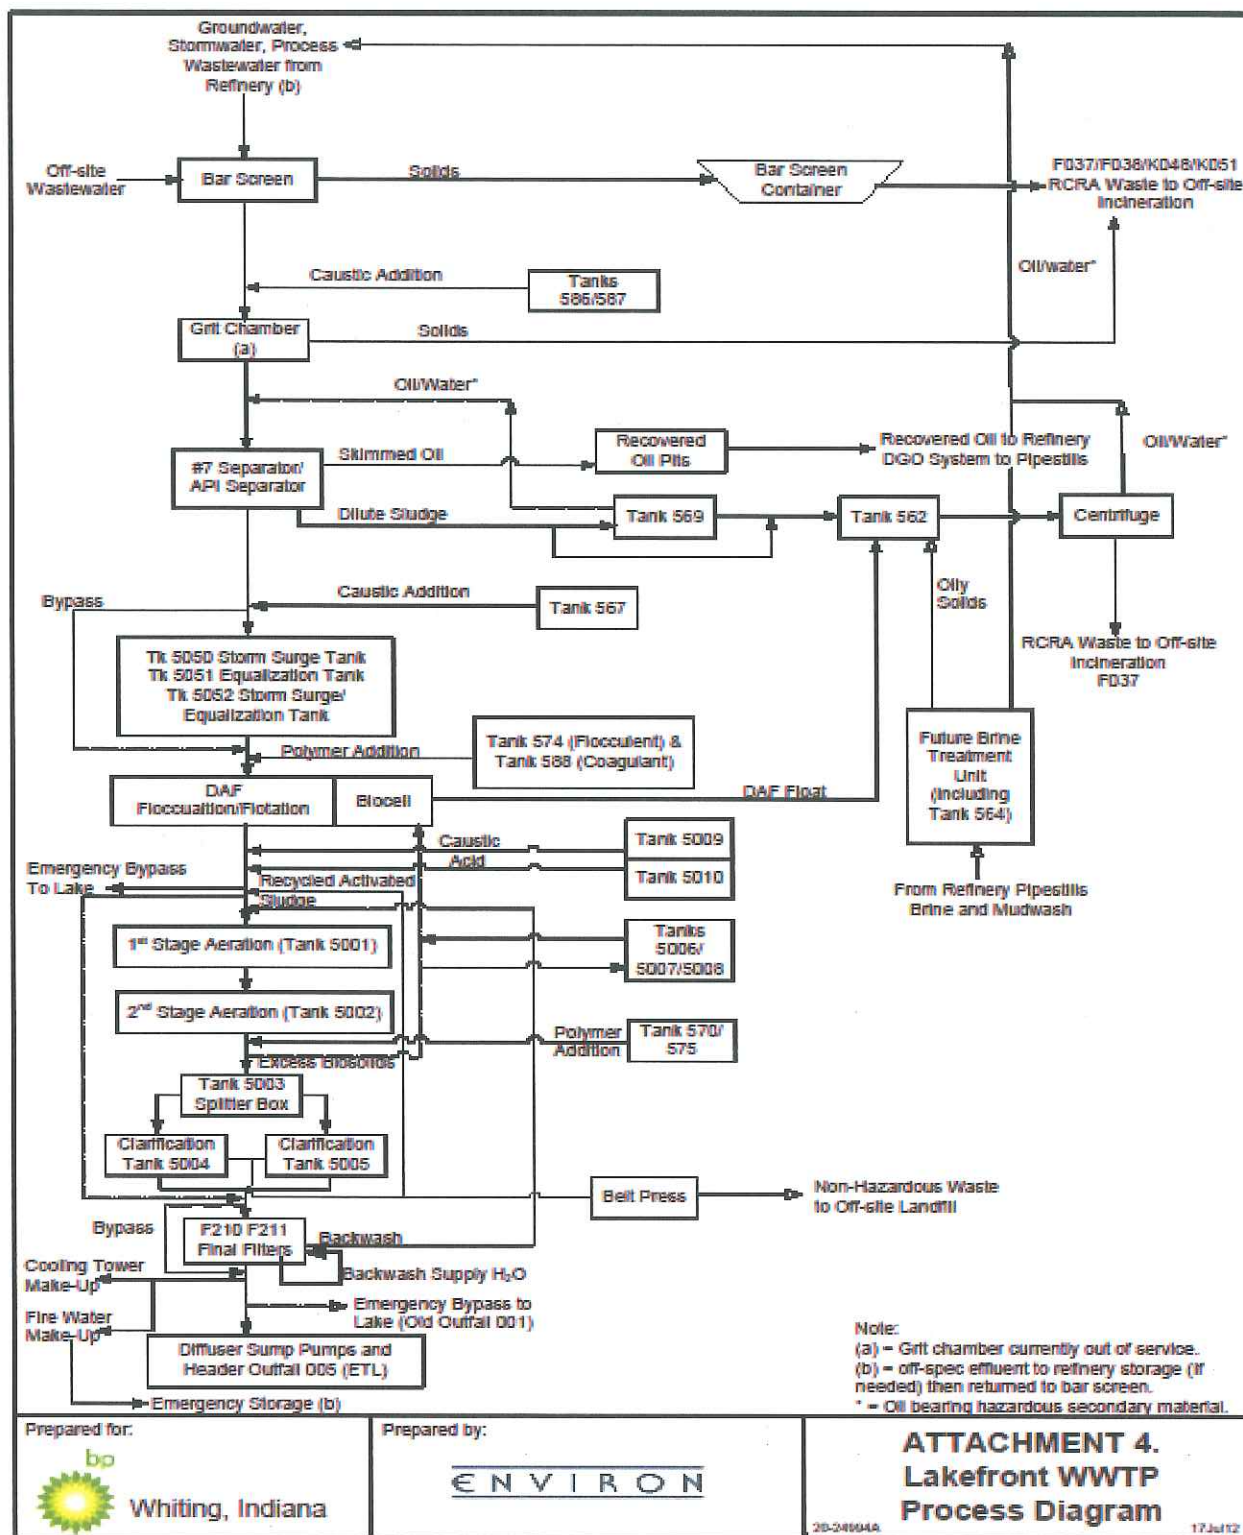 Groundwater,
Stormwater, Process
Wastewater from
Refinery (b)
Off-site
Wastewater
Bar Screen
Solids
Bar Screen
Container
F037/F038/K048/K051
RCRA Waste to Off-site
Incineration
Caustic Addition
Tanks
586/587
Oil/water*
Grit Chamber
(a)
Solids
Oil/Water*
#7 Separator/
API Separator
Skimmed Oil
Recovered
Oil Pits
Recovered Oil to Refinery
DGO System to Pipestills
Oil/Water*
Dilute Sludge
Tank 569
Tank 562
Centrifuge
Bypass
Caustic Addition
Tank 567
Oily
Solids
RCRA Waste to Off-site
Incineration
F037
Tk 5050 Storm Surge Tank
Tk 5051 Equalization Tank
Tk 5052 Storm Surge/
Equalization Tank
Polymer Addition
Tank 574 (Flocculent) &
Tank 588 (Coagulant)
Future Brine
Treatment
Unit
(Including
Tank 564)
DAF
Floccualtion/Flotation
Biocell
DAF Float
Caustic
Tank 5009
Acid
Tank 5010
Emergency Bypass
To Lake
Recycled Activated
Sludge
From Refinery Pipestills
Brine and Mudwash
1st Stage Aeration (Tank 5001)
Tanks
5006/
5007/5008
2nd Stage Aeration (Tank 5002)
Polymer
Addition
Tank 570/
575
Excess Biosolids
Tank 5003
Splitter Box
Clarification
Tank 5004
Clarification
Tank 5005
Belt Press
Non-Hazardous Waste
to Off-site Landfill
Bypass
F210 F211
Final Filters
Backwash
Backwash Supply H₂O
Cooling Tower
Make-Up
Fire Water
Make-Up
Emergency Bypass to
Lake (Old Outfall 001)
Diffuser Sump Pumps and
Header Outfall 005 (ETL)
Emergency Storage (b)
Note:
(a) = Grit chamber currently out of service.
(b) = off-spec effluent to refinery storage (if
needed) then returned to bar screen.
* = Oil bearing hazardous secondary material.
Prepared for:
bp
Whiting, Indiana
Prepared by:
ENVIRON
ATTACHMENT 4.
Lakefront WWTP
Process Diagram
20-24994A
17Jul12